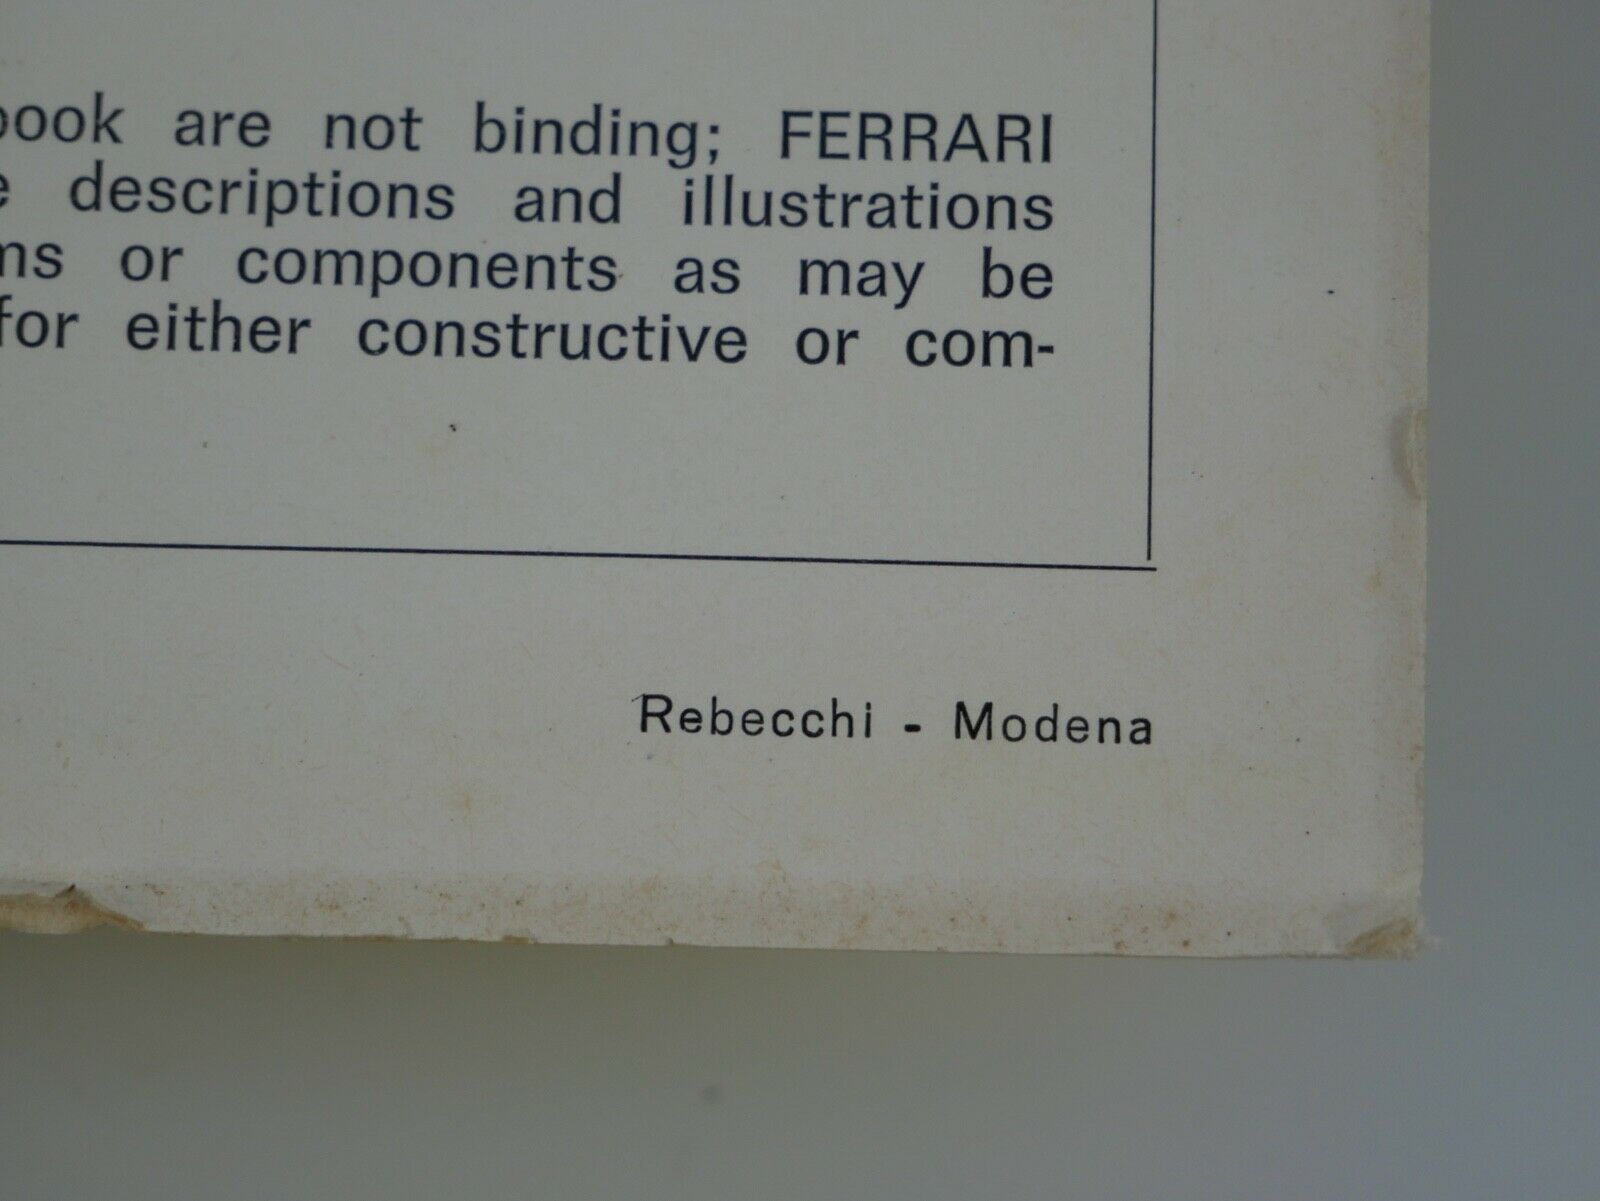 are not binding; FERRARI
descriptions and illustrations
or components as may be
for either constructive or com-
Rebecchi - Modena